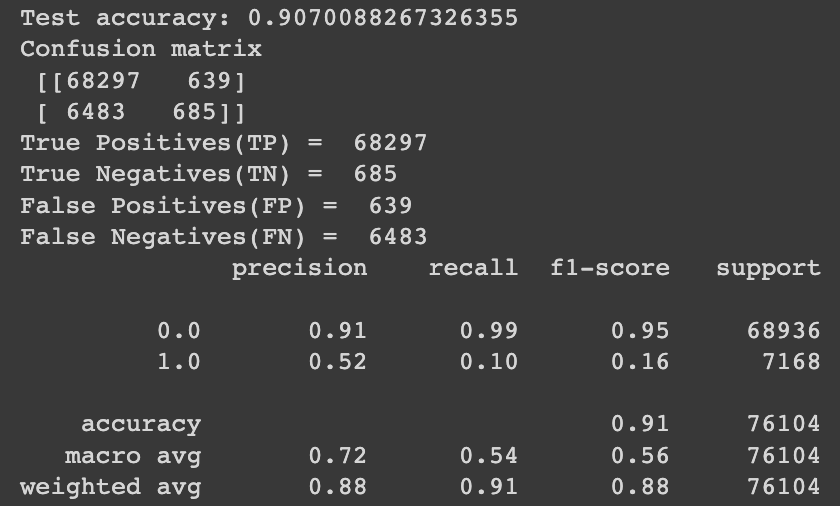 Test accuracy: 0.9070088267326355
Confusion matrix
[[68297 639]
[ 6483 685]]
True Positives(TP) = 68297
True Negatives(TN) = 685
False Positives(FP) = 639
False Negatives(FN) = 6483
precision recall f1-score support
0.0 0.91 0.99 0.95 68936
1.0 0.52 0.10 0.16 7168
accuracy 0.91 76104
macro avg 0.72 0.54 0.56 76104
weighted avg 0.88 0.91 0.88 76104